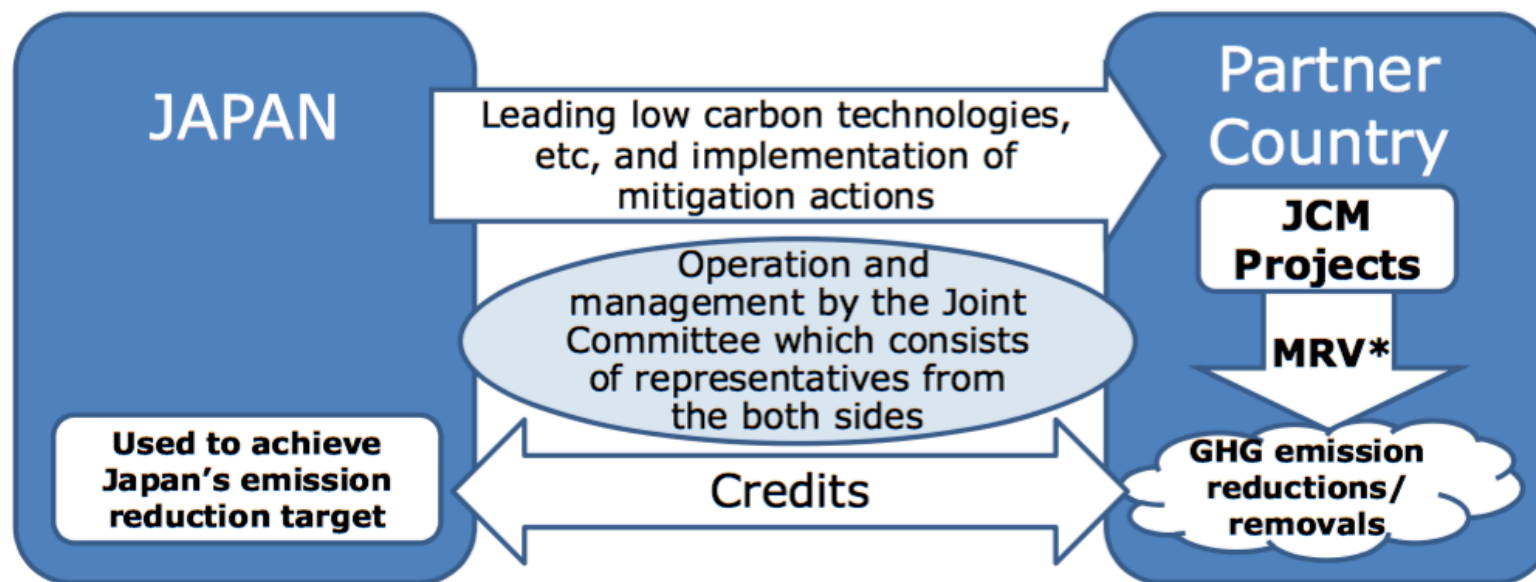 JAPAN
Leading low carbon technologies,
etc, and implementation of
mitigation actions
Partner
Country
JCM
Projects
Operation and
management by the Joint
Committee which consists
of representatives from
the both sides
MRV*
Used to achieve
Japan’s emission
reduction target
Credits
GHG emission
reductions/
removals